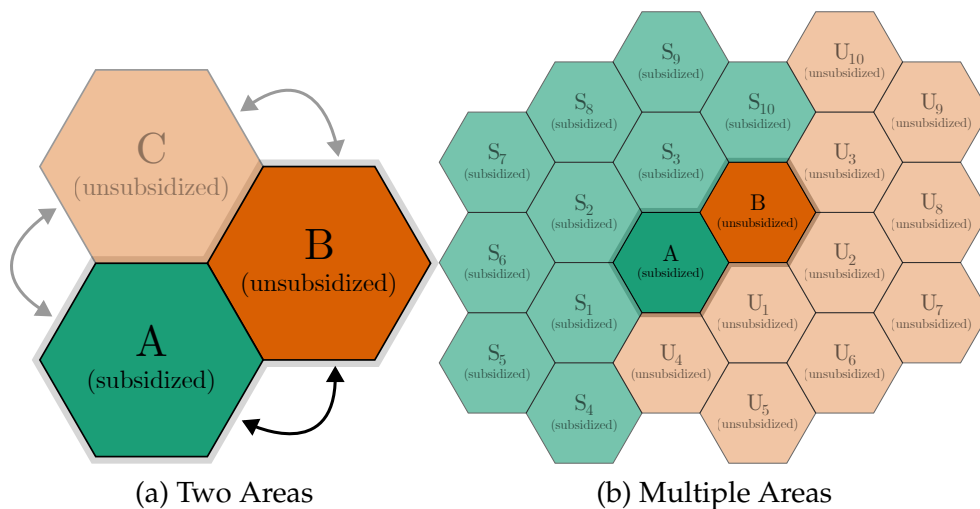 C
(unsubsidized)
B
(unsubsidized)
A
(subsidized)
(a) Two Areas
S9
(subsidized)
U10
(unsubsidized)
S8
(subsidized)
S10
(subsidized)
U9
(unsubsidized)
S7
(subsidized)
S3
(subsidized)
U3
(unsubsidized)
S2
(subsidized)
B
(unsubsidized)
U8
(unsubsidized)
S6
(subsidized)
A
(subsidized)
U2
(unsubsidized)
S1
(subsidized)
U1
(unsubsidized)
U7
(unsubsidized)
S5
(subsidized)
U4
(unsubsidized)
U6
(unsubsidized)
S4
(subsidized)
U5
(unsubsidized)
(b) Multiple Areas